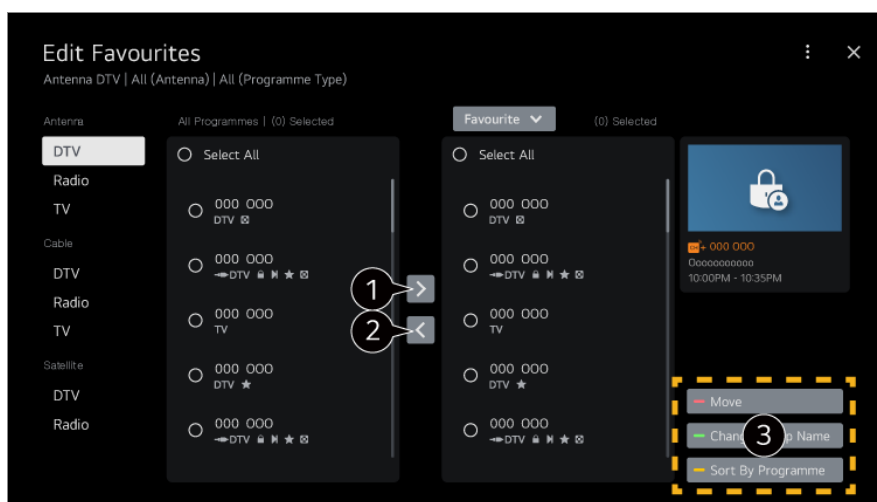 Edit Favourites
Antenna DTV | All (Antenna) | All (Programme Type)
Antenna
DTV
Radio
TV
Cable
DTV
Radio
TV
Satellite
DTV
Radio
All Programmes | (0) Selected
Select All
000 000
DTV
000 000
DTV
000 000
TV
000 000
DTV
000 000
DTV
1
2
Favourite
(0) Selected
Select All
000 000
DTV
000 000
DTV
000 000
TV
000 000
DTV
000 000
DTV
000 000
Ooooooooooo
10:00PM - 10:35PM
Move
3
Name
Sort By Programme